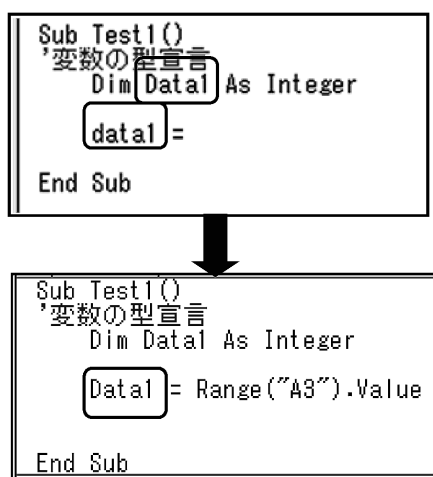 Sub Test1()
'変数の型宣言
Dim Data1 As Integer
data1 =
End Sub
Sub Test1()
'変数の型宣言
Dim Data1 As Integer
Data1 = Range("A3").Value
End Sub